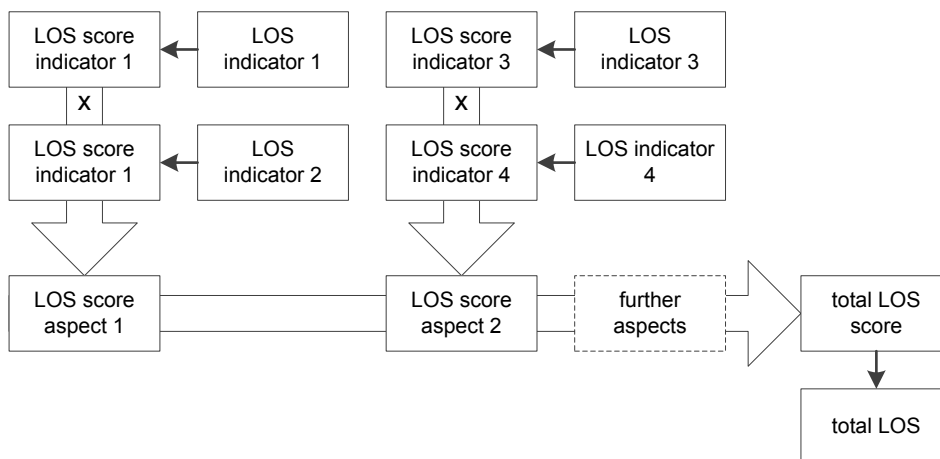 LOS score
indicator 1
LOS
indicator 1
LOS score
indicator 3
LOS
indicator 3
x
x
LOS score
indicator 1
LOS
indicator 2
LOS score
indicator 4
LOS indicator
4
LOS score
aspect 1
LOS score
aspect 2
further
aspects
total LOS
score
total LOS